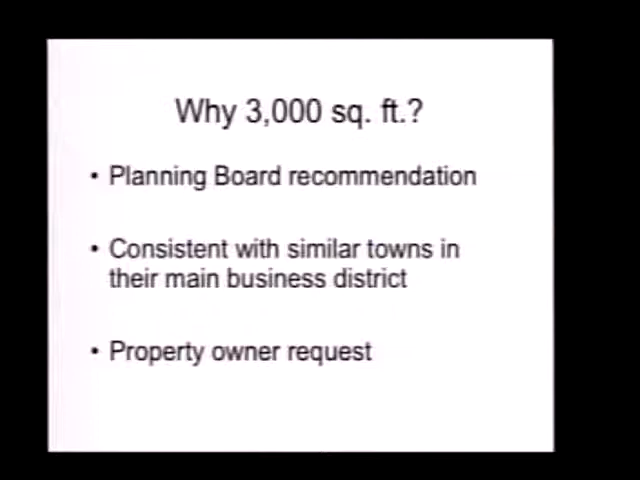 Why 3,000 sq. ft.?
• Planning Board recommendation
• Consistent with similar towns in
their main business district
• Property owner request